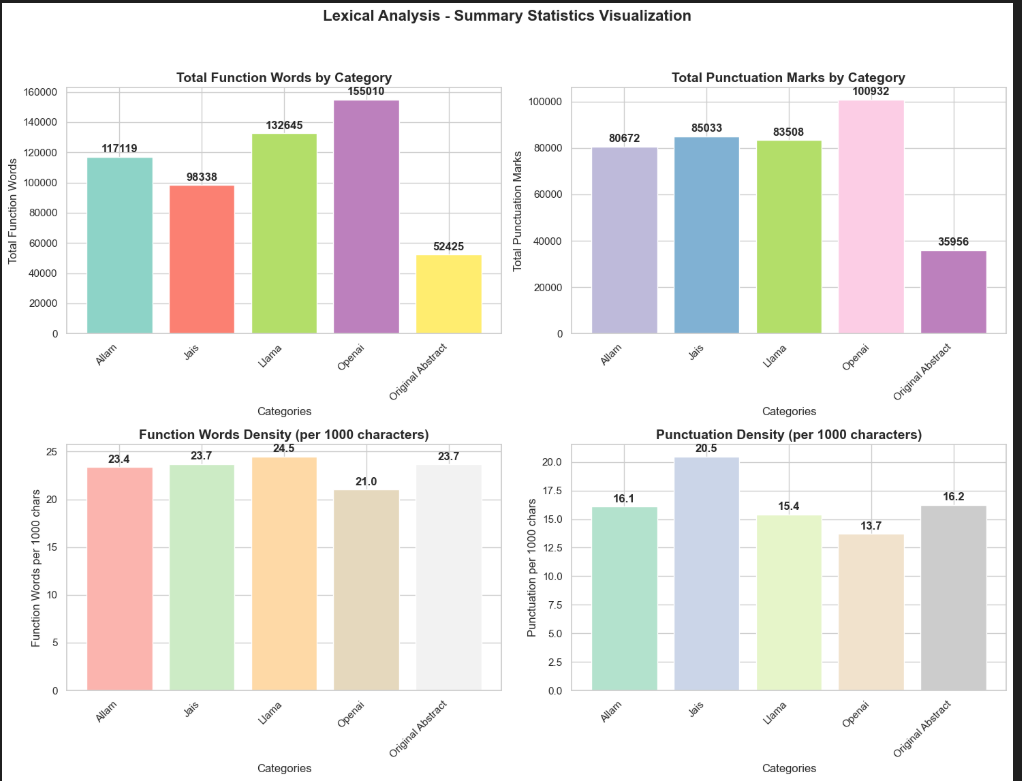 Lexical Analysis - Summary Statistics Visualization
Total Function Words by Category
Total Function Words
160000
140000
120000
100000
80000
60000
40000
20000
0
117119
98338
132645
155010
52425
Allam
Jais
Llama
Openai
Original Abstract
Categories
Total Punctuation Marks by Category
Total Punctuation Marks
100000
80000
60000
40000
20000
0
80672
85033
83508
100932
35956
Allam
Jais
Llama
Openai
Original Abstract
Categories
Function Words Density (per 1000 characters)
Function Words per 1000 chars
25
20
15
10
5
0
23.4
23.7
24.5
21.0
23.7
Allam
Jais
Llama
Openai
Original Abstract
Categories
Punctuation Density (per 1000 characters)
Punctuation per 1000 chars
20.0
17.5
15.0
12.5
10.0
7.5
5.0
2.5
0.0
16.1
20.5
15.4
13.7
16.2
Allam
Jais
Llama
Openai
Original Abstract
Categories